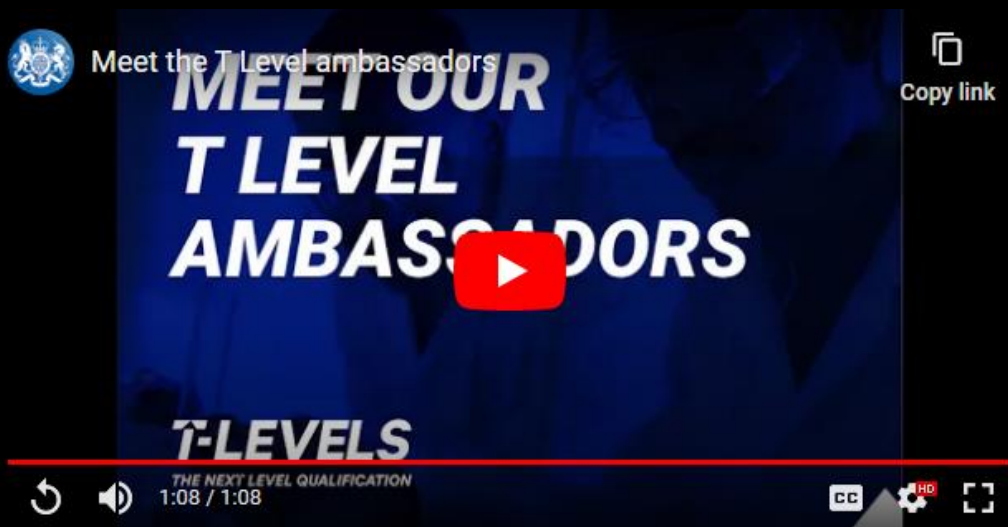 Meet the T Level ambassadors
Copy link
MEET OUR
T LEVEL
AMBASSADORS
T-LEVELS
THE NEXT LEVEL QUALIFICATION
1:08 / 1:08
CC
HD